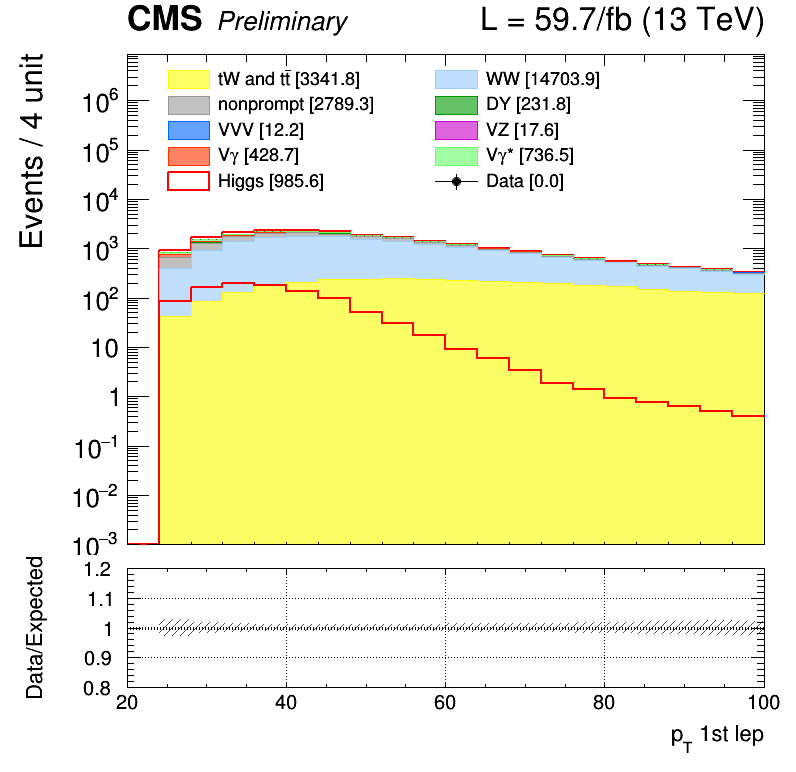 CMS Preliminary L = 59.7/fb (13 TeV)
Events / 4 unit
tW and tt̄ [3341.8] WW [14703.9]
nonprompt [2789.3] DY [231.8]
VVV [12.2] VZ [17.6]
Vγ [428.7] Vγ* [736.5]
Higgs [985.6] Data [0.0]
10⁶
10⁵
10⁴
10³
10²
10
1
10⁻¹
10⁻²
10⁻³
Data/Expected
1.2
1.1
1
0.9
0.8
20 40 60 80 100
p_T 1st lep